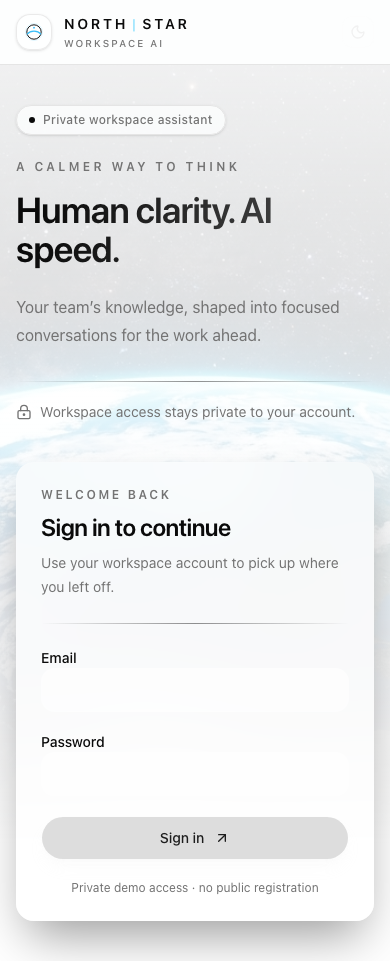 NORTH | STAR
WORKSPACE AI
Private workspace assistant
A CALMER WAY TO THINK
Human clarity. AI
speed.
Your team’s knowledge, shaped into focused
conversations for the work ahead.
Workspace access stays private to your account.
WELCOME BACK
Sign in to continue
Use your workspace account to pick up where
you left off.
Email
Password
Sign in
Private demo access · no public registration